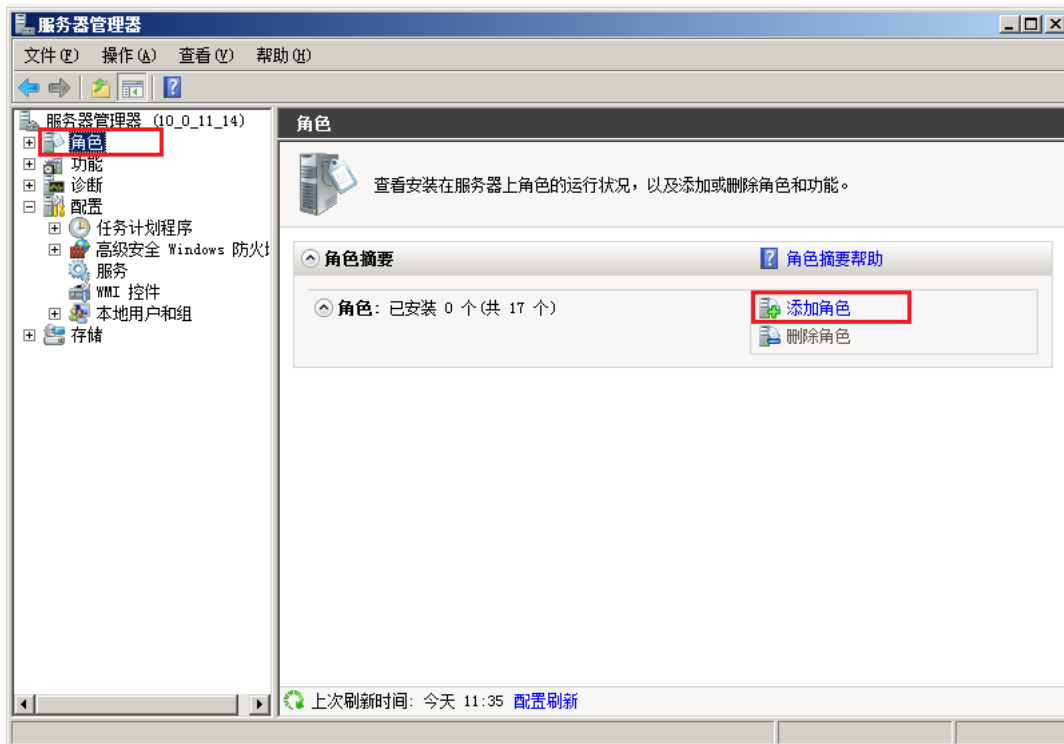 服务器管理器
文件(F) 操作(A) 查看(V) 帮助(H)
服务器管理器 (10_0_11_14)
角色
功能
诊断
配置
任务计划程序
高级安全 Windows 防火
服务
WMI 控件
本地用户和组
存储
角色
查看安装在服务器上角色的运行状况，以及添加或删除角色和功能。
角色摘要
角色摘要帮助
角色: 已安装 0 个(共 17 个)
添加角色
删除角色
上次刷新时间: 今天 11:35 配置刷新